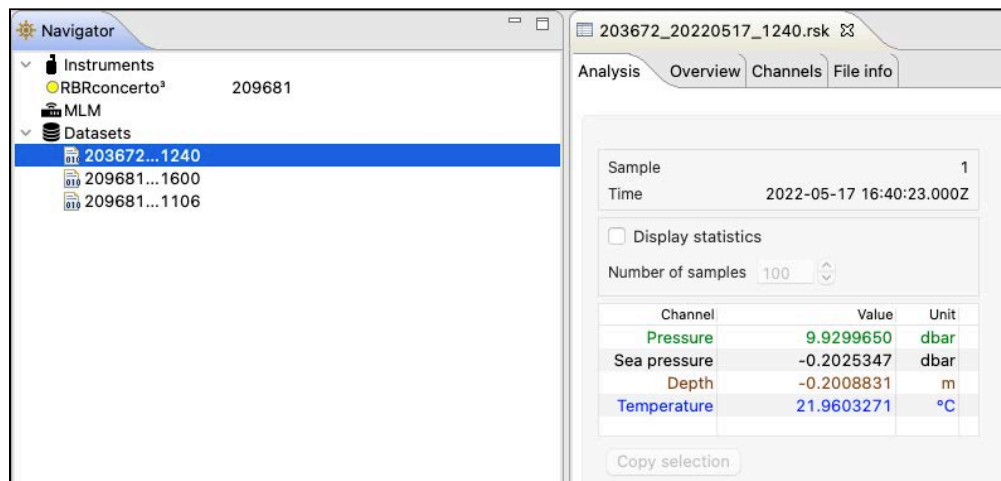 Navigator
Instruments
RBRconcerto³ 209681
MLM
Datasets
203672...1240
209681...1600
209681...1106
203672_20220517_1240.rsk
Analysis Overview Channels File info
Sample 1
Time 2022-05-17 16:40:23.000Z
Display statistics
Number of samples 100
Channel Value Unit
Pressure 9.9299650 dbar
Sea pressure -0.2025347 dbar
Depth -0.2008831 m
Temperature 21.9603271 °C
Copy selection